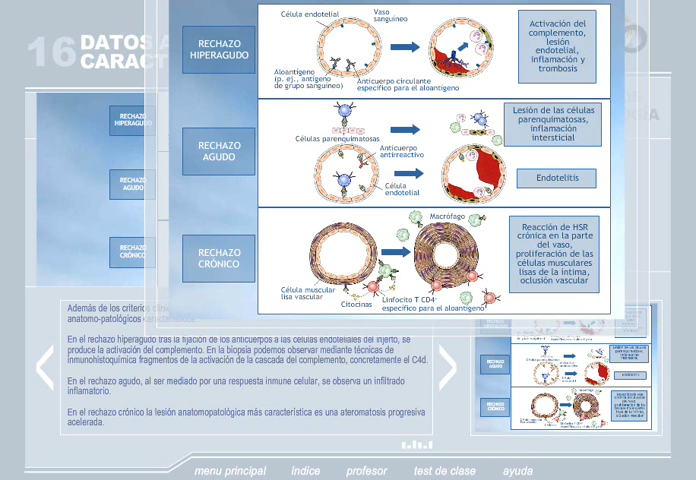 16 DATOS A
CARACT
RECHAZO
HIPERAGUDO
Célula endotelial
Vaso
sanguíneo
Aloantígeno
(p. ej., antígeno
de grupo sanguíneo)
Anticuerpo circulante
específico para el aloantígeno
Activación del
complemento,
lesión
endotelial,
inflamación y
trombosis
RECHAZO
AGUDO
Células parenquimatosas
Anticuerpo
antirreactivo
Célula
endotelial
Lesión de las células
parenquimatosas,
inflamación
intersticial
Endotelitis
RECHAZO
CRÓNICO
Macrófago
Célula muscular
lisa vascular
Citocinas
Linfocito T CD4+
específico para el aloantígeno
Reacción de HSR
crónica en la parte
del vaso,
proliferación de las
células musculares
lisas de la íntima,
oclusión vascular
RECHAZO
HIPERAGUDO
RECHAZO
AGUDO
RECHAZO
CRÓNICO
Además de los criterios
anatomo-patológicos
En el rechazo hiperagudo tras la fijación de los anticuerpos a las células endoteliales del injerto, se
produce la activación del complemento. En la biopsia podemos observar mediante técnicas de
inmunohistoquímica fragmentos de la activación de la cascada del complemento, concretamente el C4d.
En el rechazo agudo, al ser mediado por una respuesta inmune celular, se observa un infiltrado
inflamatorio.
En el rechazo crónico la lesión anatomopatológica más característica es una ateromatosis progresiva
acelerada.
RECHAZO
AGUDO
RECHAZO
CRÓNICO
menu principal
índice
profesor
test de clase
ayuda